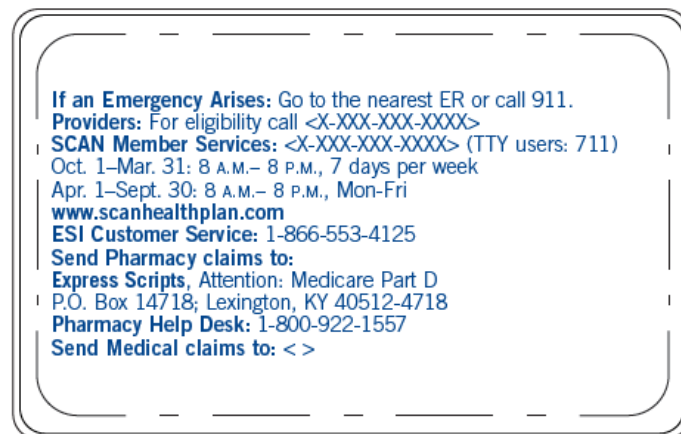 If an Emergency Arises: Go to the nearest ER or call 911.
Providers: For eligibility call <X-XXX-XXX-XXXX>
SCAN Member Services: <X-XXX-XXX-XXXX> (TTY users: 711)
Oct. 1–Mar. 31: 8 A.M.– 8 P.M., 7 days per week
Apr. 1–Sept. 30: 8 A.M.– 8 P.M., Mon-Fri
www.scanhealthplan.com
ESI Customer Service: 1-866-553-4125
Send Pharmacy claims to:
Express Scripts, Attention: Medicare Part D
P.O. Box 14718; Lexington, KY 40512-4718
Pharmacy Help Desk: 1-800-922-1557
Send Medical claims to: < >